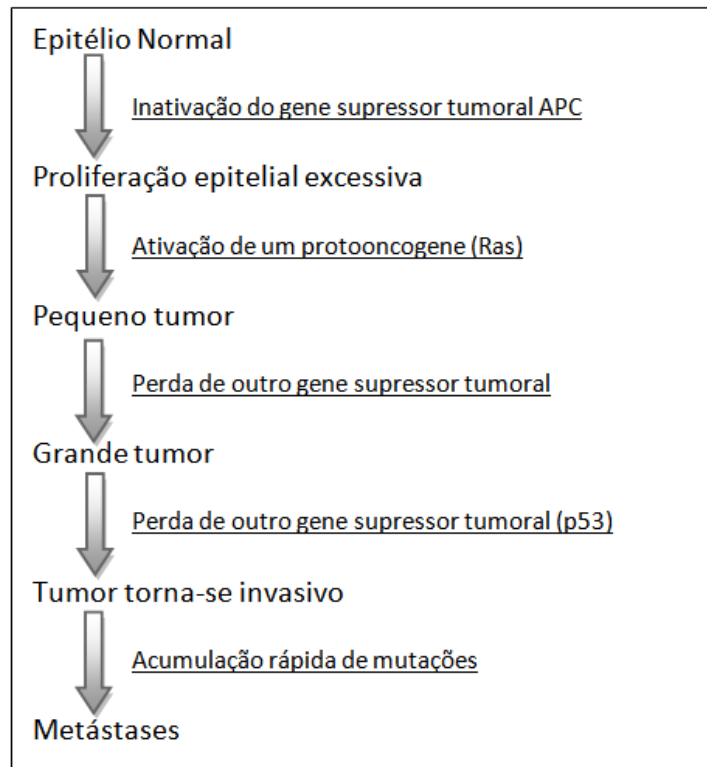 Epitélio Normal
Inativação do gene supressor tumoral APC
Proliferação epitelial excessiva
Ativação de um protooncogene (Ras)
Pequeno tumor
Perda de outro gene supressor tumoral
Grande tumor
Perda de outro gene supressor tumoral (p53)
Tumor torna-se invasivo
Acumulação rápida de mutações
Metástases